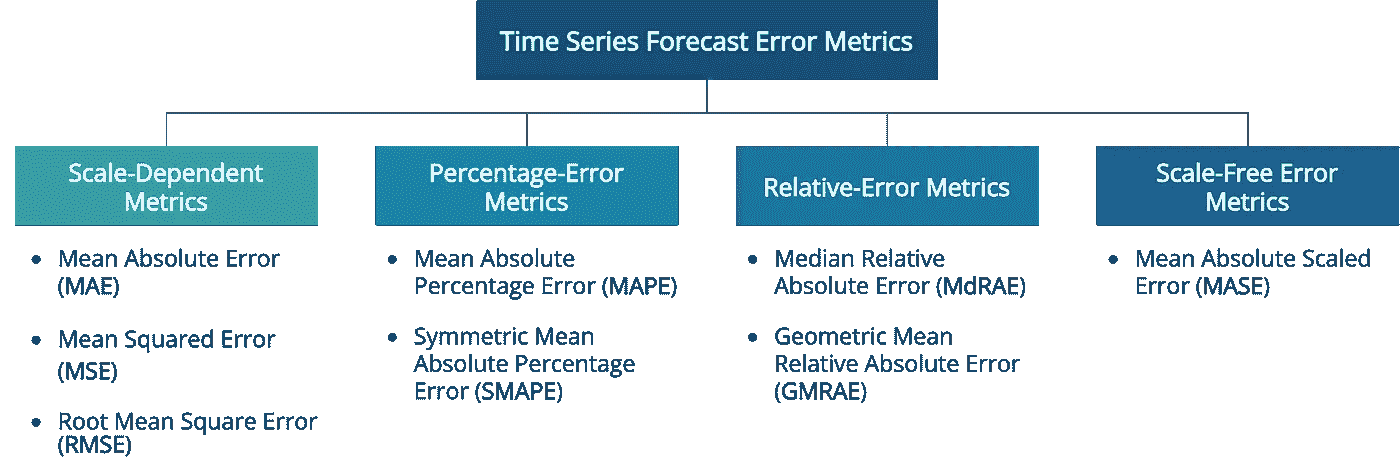 Time Series Forecast Error Metrics
Scale-Dependent
Metrics
• Mean Absolute Error
(MAE)
• Mean Squared Error
(MSE)
• Root Mean Square Error
(RMSE)
Percentage-Error
Metrics
• Mean Absolute
Percentage Error (MAPE)
• Symmetric Mean
Absolute Percentage
Error (SMAPE)
Relative-Error Metrics
• Median Relative
Absolute Error (MdRAE)
• Geometric Mean
Relative Absolute Error
(GMRAE)
Scale-Free Error
Metrics
• Mean Absolute Scaled
Error (MASE)